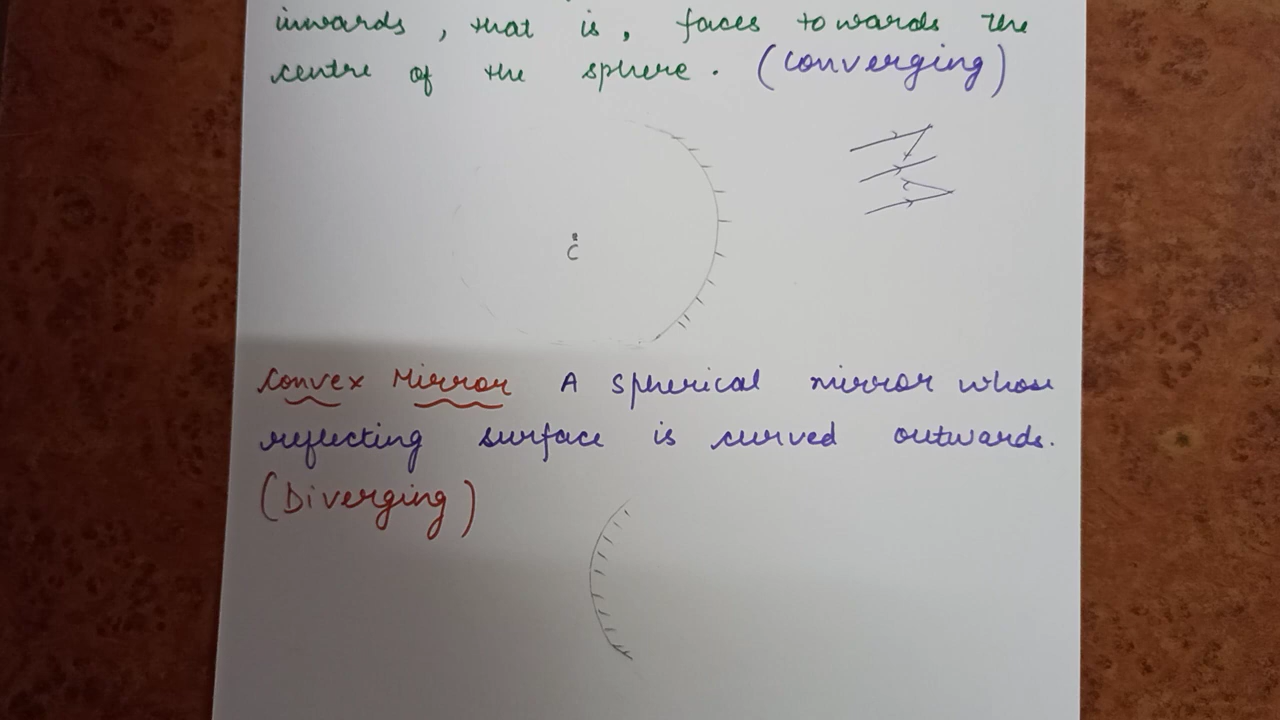 inwards , that is , faces towards the
centre of the sphere . (converging)
C
Convex Mirror A spherical mirror whose
reflecting surface is curved outwards.
(Diverging)